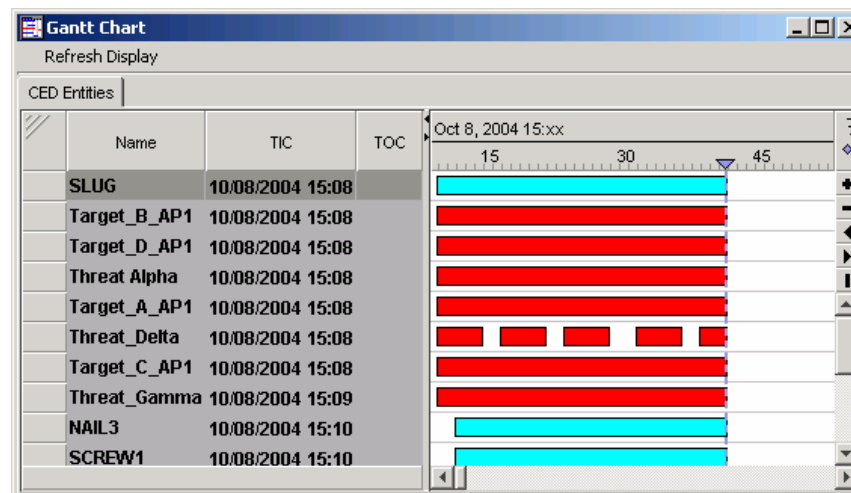 Gantt Chart
Refresh Display
CED Entities
Name TIC TOC Oct 8, 2004 15:xx
15 30 45
SLUG 10/08/2004 15:08
Target_B_AP1 10/08/2004 15:08
Target_D_AP1 10/08/2004 15:08
Threat Alpha 10/08/2004 15:08
Target_A_AP1 10/08/2004 15:08
Threat_Delta 10/08/2004 15:08
Target_C_AP1 10/08/2004 15:08
Threat_Gamma 10/08/2004 15:09
NAIL3 10/08/2004 15:10
SCREW1 10/08/2004 15:10